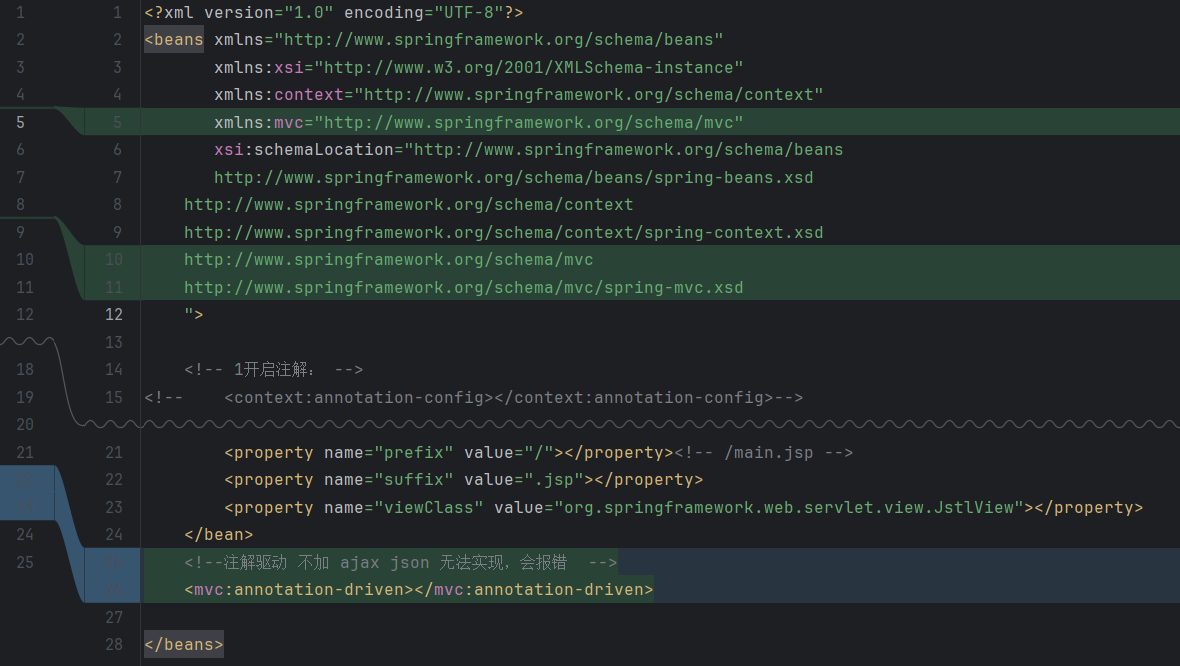 1 1 <?xml version="1.0" encoding="UTF-8"?>
2 2 <beans xmlns="http://www.springframework.org/schema/beans"
3 3 xmlns:xsi="http://www.w3.org/2001/XMLSchema-instance"
4 4 xmlns:context="http://www.springframework.org/schema/context"
5 5 xmlns:mvc="http://www.springframework.org/schema/mvc"
6 6 xsi:schemaLocation="http://www.springframework.org/schema/beans
7 7 http://www.springframework.org/schema/beans/spring-beans.xsd
8 8 http://www.springframework.org/schema/context
9 9 http://www.springframework.org/schema/context/spring-context.xsd
10 10 http://www.springframework.org/schema/mvc
11 11 http://www.springframework.org/schema/mvc/spring-mvc.xsd
12 12 ">
13
18 14 <!-- 1开启注解： -->
19 15 <!-- <context:annotation-config></context:annotation-config>-->
20
21 21 <property name="prefix" value="/"></property><!-- /main.jsp -->
22 <property name="suffix" value=".jsp"></property>
23 <property name="viewClass" value="org.springframework.web.servlet.view.JstlView"></property>
24 24 </bean>
25 <!--注解驱动 不加 ajax json 无法实现，会报错 -->
<mvc:annotation-driven></mvc:annotation-driven>
27
28 </beans>